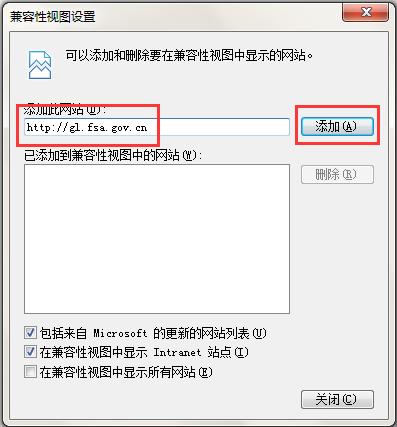 兼容性视图设置
可以添加和删除要在兼容性视图中显示的网站。
添加此网站(D):
http://gl.fsa.gov.cn
添加(A)
已添加到兼容性视图中的网站(W):
删除(R)
包括来自 Microsoft 的更新的网站列表(U)
在兼容性视图中显示 Intranet 站点(I)
在兼容性视图中显示所有网站(E)
关闭(C)